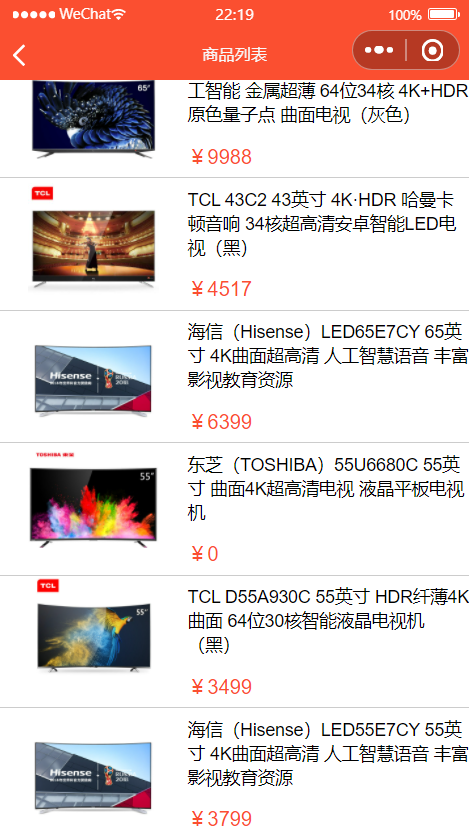 WeChat
22:19
100%
商品列表
65"
工智能 金属超薄 64位34核 4K+HDR
原色量子点 曲面电视（灰色）
￥9988
TCL
TCL 43C2 43英寸 4K·HDR 哈曼卡
顿音响 34核超高清安卓智能LED电
视（黑）
￥4517
Hisense
海信（Hisense）LED65E7CY 65英
寸 4K曲面超高清 人工智慧语音 丰富
影视教育资源
￥6399
TOSHIBA 東芝
55"
东芝（TOSHIBA）55U6680C 55英
寸 曲面4K超高清电视 液晶平板电视
机
￥0
TCL
55"
TCL D55A930C 55英寸 HDR纤薄4K
曲面 64位30核智能液晶电视机
（黑）
￥3499
Hisense
海信（Hisense）LED55E7CY 55英
寸 4K曲面超高清 人工智慧语音 丰富
影视教育资源
￥3799